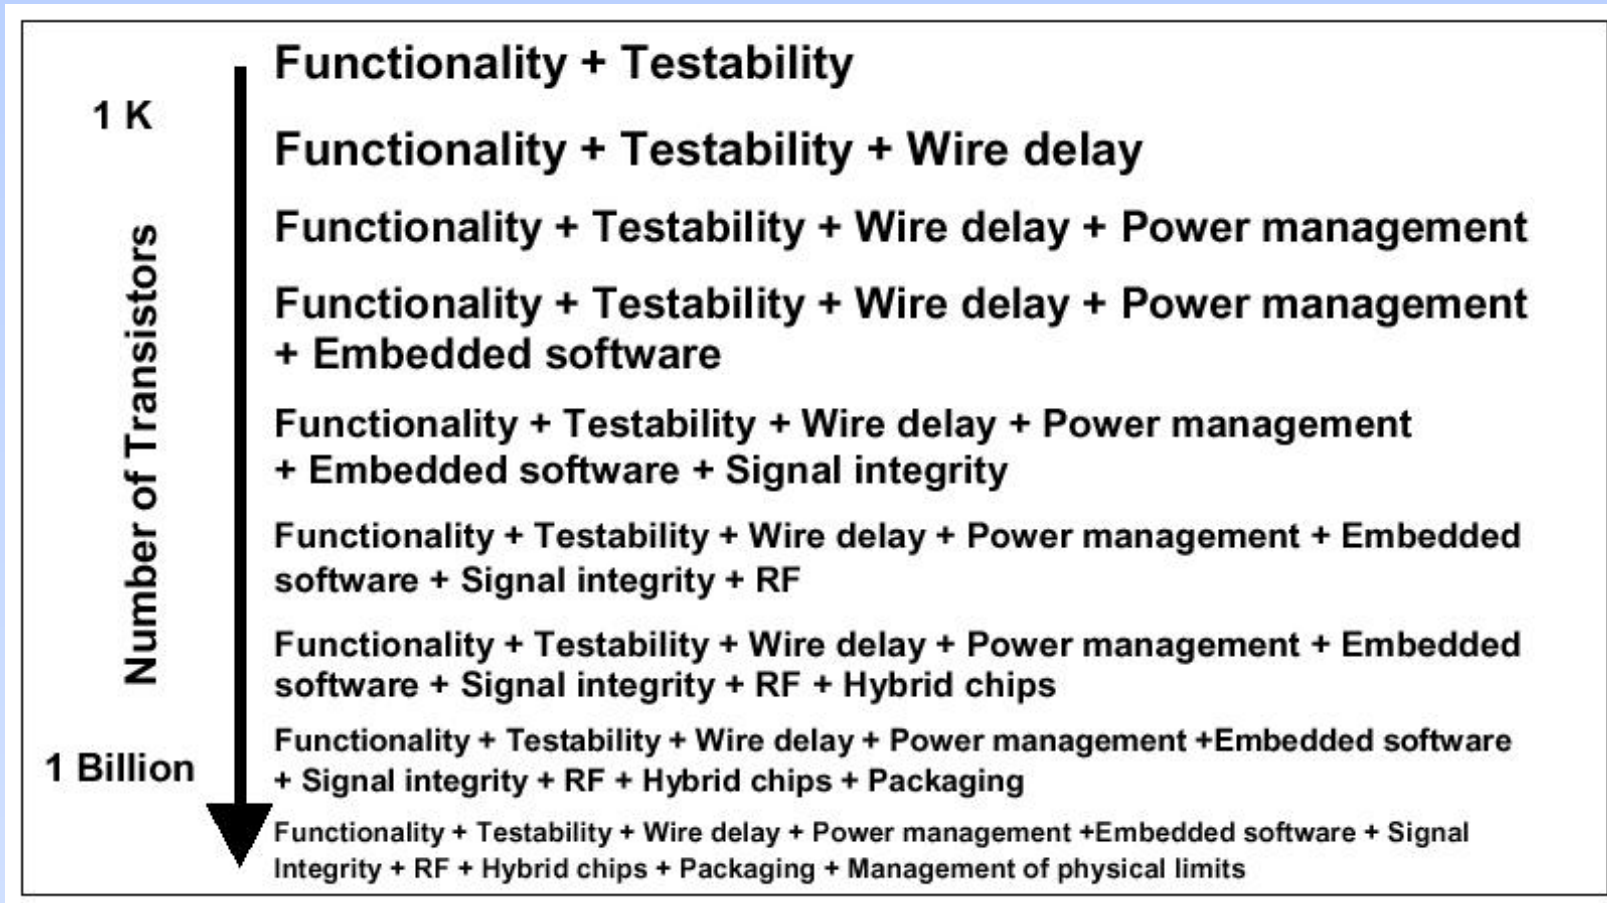 Functionality + Testability
1 K
Functionality + Testability + Wire delay
Functionality + Testability + Wire delay + Power management
Functionality + Testability + Wire delay + Power management
+ Embedded software
Number of Transistors
Functionality + Testability + Wire delay + Power management
+ Embedded software + Signal integrity
Functionality + Testability + Wire delay + Power management + Embedded
software + Signal integrity + RF
Functionality + Testability + Wire delay + Power management + Embedded
software + Signal integrity + RF + Hybrid chips
Functionality + Testability + Wire delay + Power management +Embedded software
+ Signal integrity + RF + Hybrid chips + Packaging
1 Billion
Functionality + Testability + Wire delay + Power management +Embedded software + Signal
Integrity + RF + Hybrid chips + Packaging + Management of physical limits